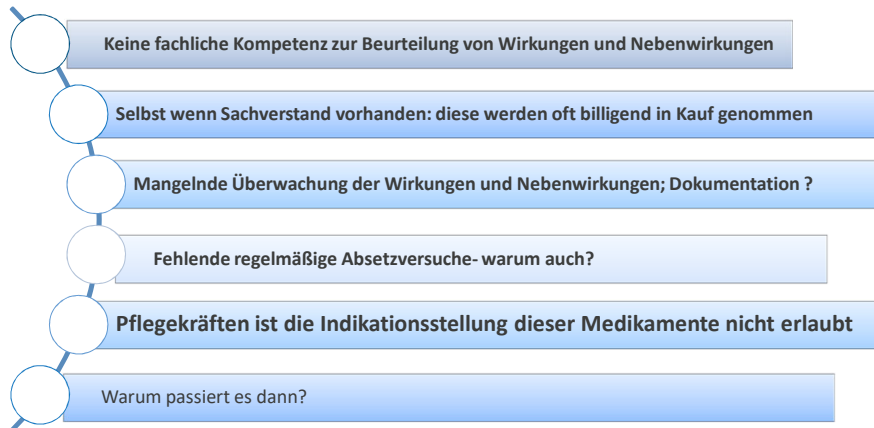 Keine fachliche Kompetenz zur Beurteilung von Wirkungen und Nebenwirkungen
Selbst wenn Sachverstand vorhanden: diese werden oft billigend in Kauf genommen
Mangelnde Überwachung der Wirkungen und Nebenwirkungen; Dokumentation ?
Fehlende regelmäßige Absetzversuche- warum auch?
Pflegekräften ist die Indikationsstellung dieser Medikamente nicht erlaubt
Warum passiert es dann?